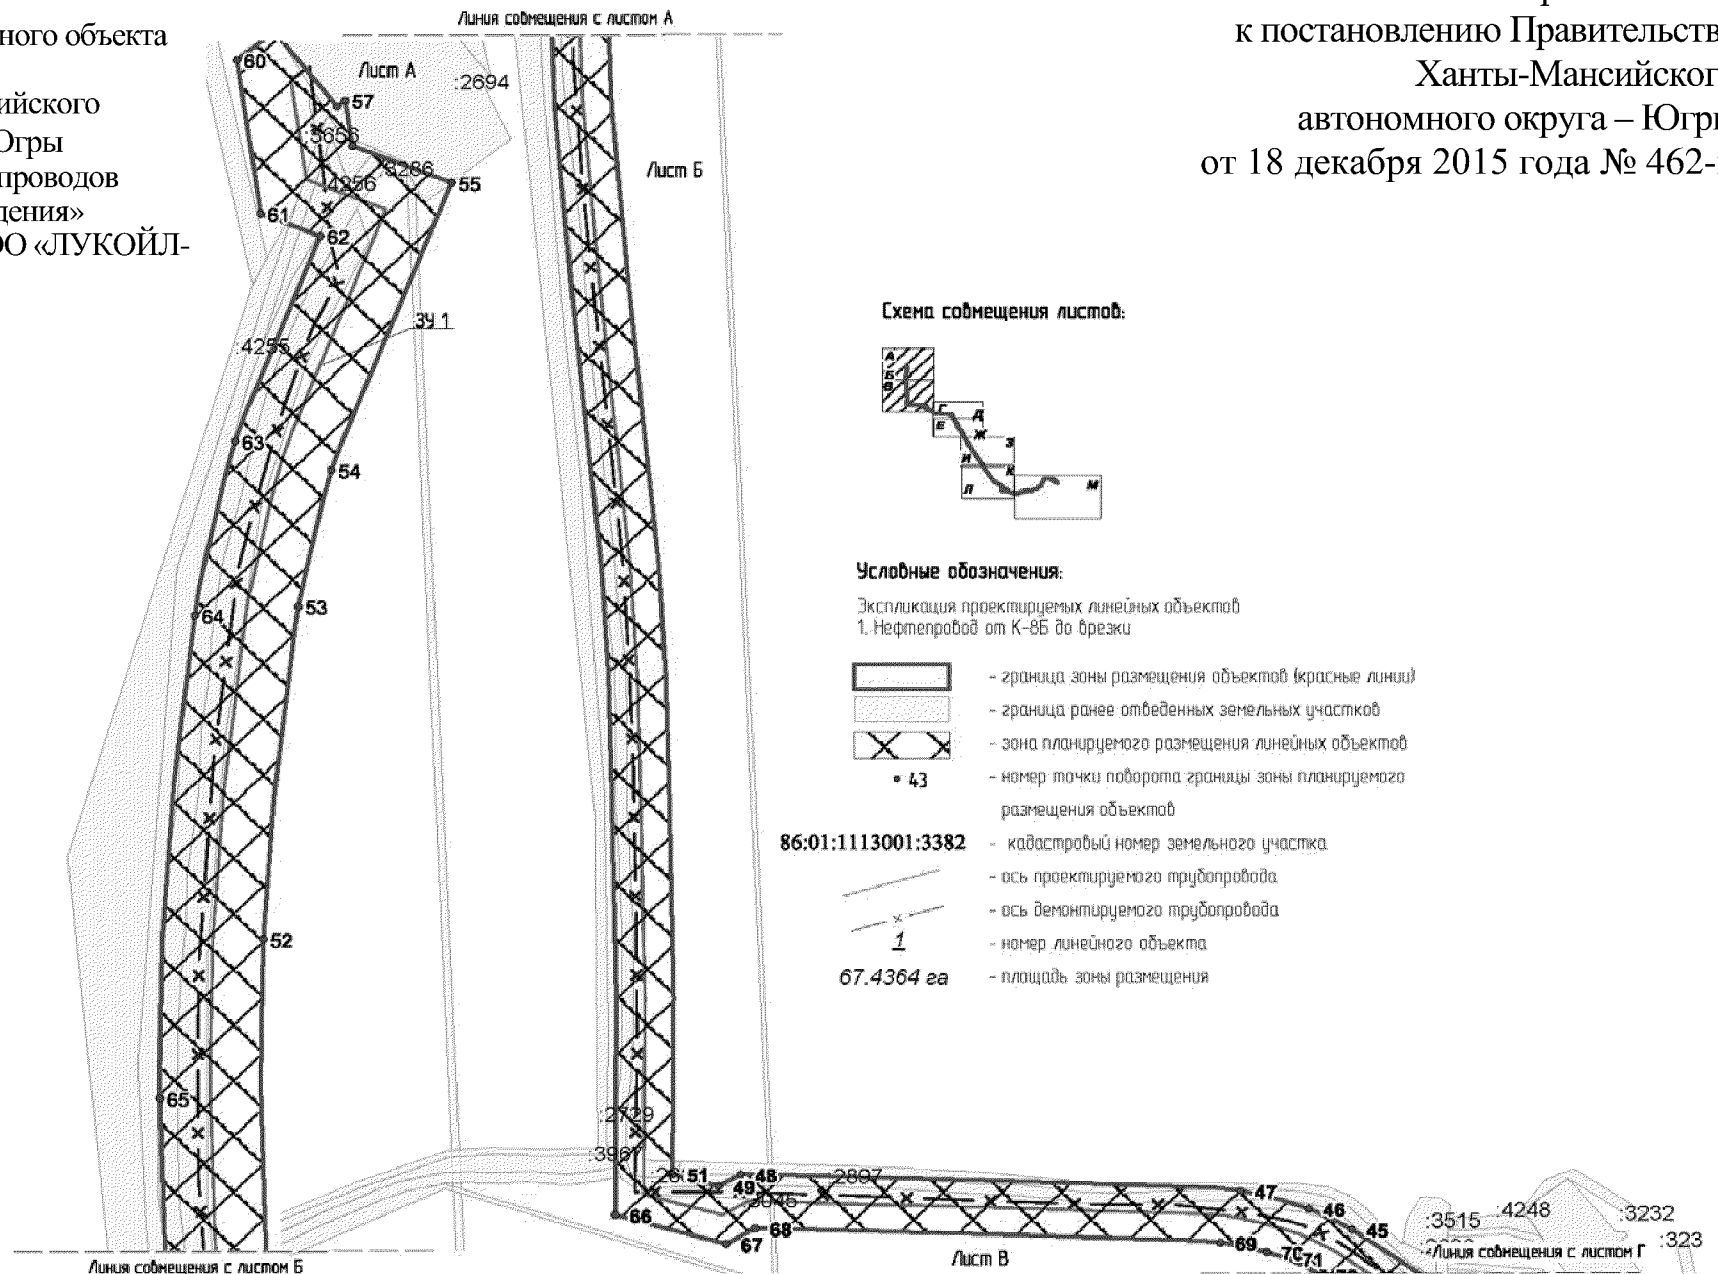 ного объекта
ийского
Огры
проводов
дения»
ОО «ЛУКОЙЛ-
Линия совмещения с листом А
к постановлению Правительств
Ханты-Мансийског
автономного округа – Югр
от 18 декабря 2015 года № 462-
60
Лист А
:2694
57
:3656
:8286
4256
55
Лист Б
61
62
:ЗУ 1
:4255
63
54
64
53
52
65
Схема совмещения листов:
А
Б
В
Г
Д
Е
Ж
З
И
К
Л
М
Условные обозначения:
Экспликация проектируемых линейных объектов
1. Нефтепровод от К-8Б до врезки
- граница зоны размещения объектов (красные линии)
- граница ранее отведенных земельных участков
- зона планируемого размещения линейных объектов
43 - номер точки поворота границы зоны планируемого
размещения объектов
86:01:1113001:3382 - кадастровый номер земельного участка
- ось проектируемого трубопровода
- ось демонтируемого трубопровода
1 - номер линейного объекта
67.4364 га - площадь зоны размещения
:2729
:3967
51
48
:2897
49
47
66
68
67
46
45
69
70
71
:3515
:4248
:3232
:323
Лист В
Линия совмещения с листом Г
Линия совмещения с листом Б